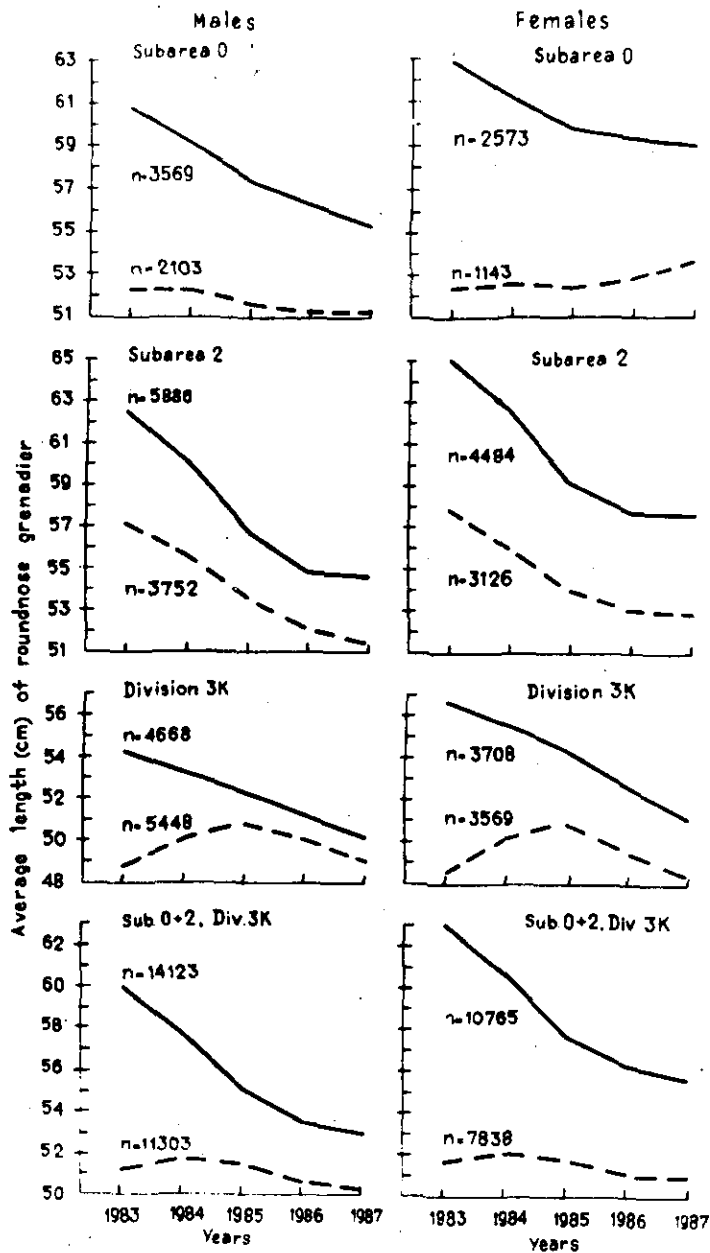 Males
Females
Subarea 0
Subarea 0
63
61
59
57
55
53
51
n=3569
n=2103
n=2573
n=1143
Subarea 2
Subarea 2
65
63
61
59
57
55
53
51
n=5886
n=3752
n=4484
n=3126
Division 3K
Division 3K
56
54
52
50
48
n=4668
n=5448
n=3708
n=3569
Sub. 0+2, Div. 3K
Sub. 0+2, Div 3K
62
60
58
56
54
52
50
n=14123
n=11303
n=10765
n=7838
1983 1984 1985 1986 1987
1983 1984 1985 1986 1987
Years
Years
Average length (cm) of roundnose grenadier